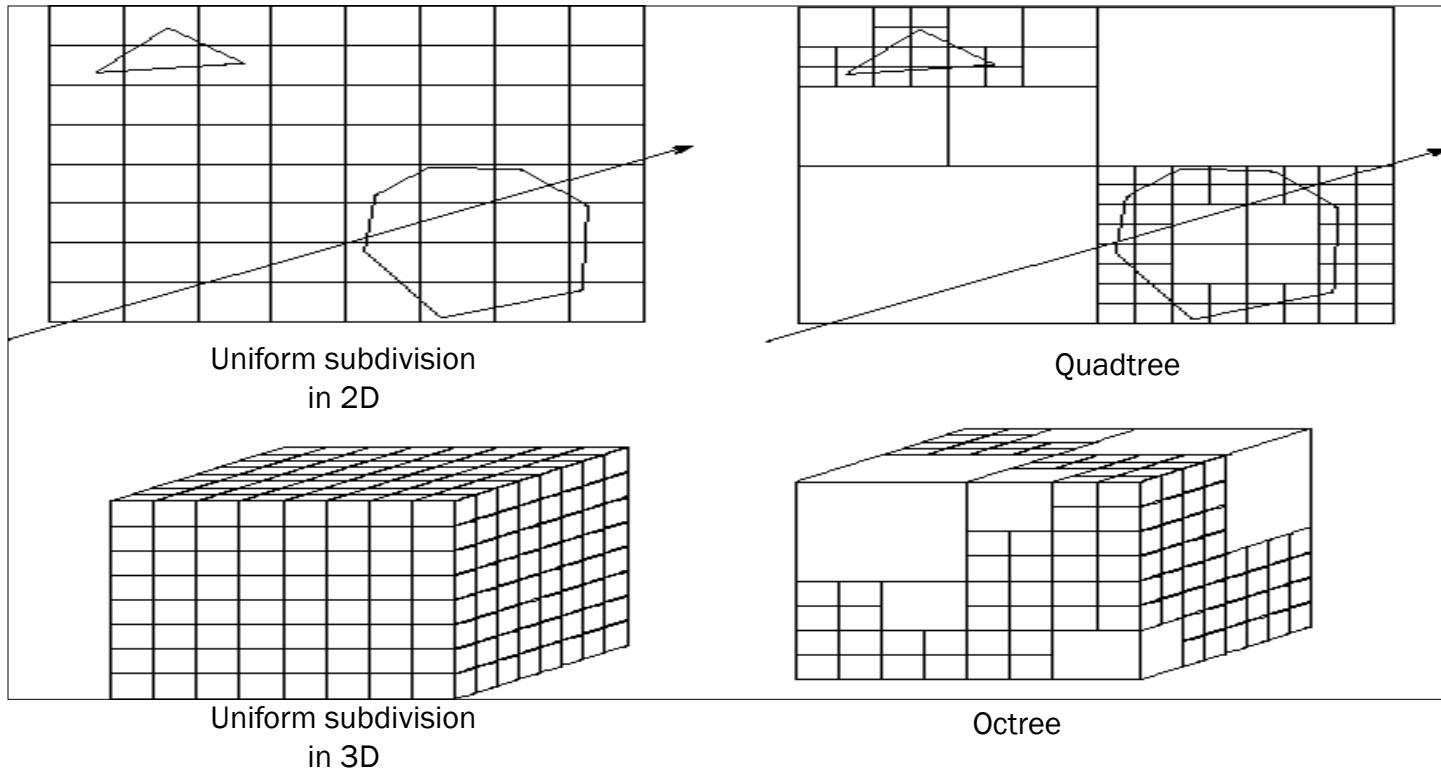 Uniform subdivision
in 2D
Quadtree
Uniform subdivision
in 3D
Octree